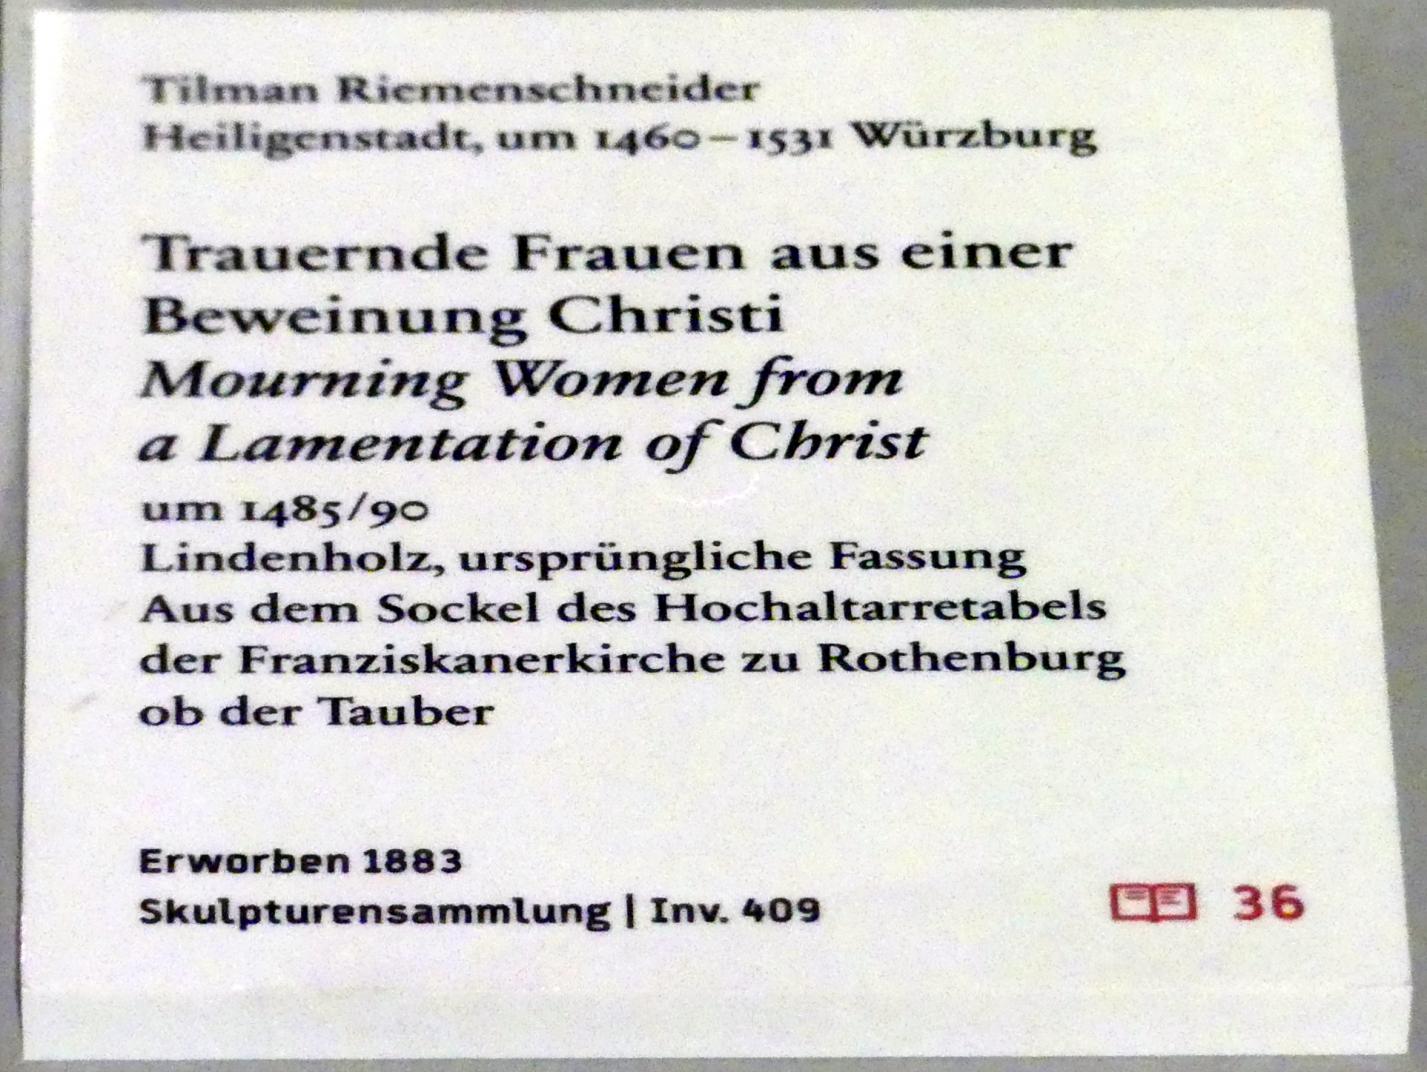 Tilman Riemenschneider
Heiligenstadt, um 1460–1531 Würzburg
Trauernde Frauen aus einer
Beweinung Christi
Mourning Women from
a Lamentation of Christ
um 1485/90
Lindenholz, ursprüngliche Fassung
Aus dem Sockel des Hochaltarretabels
der Franziskanerkirche zu Rothenburg
ob der Tauber
Erworben 1883
Skulpturensammlung | Inv. 409
36